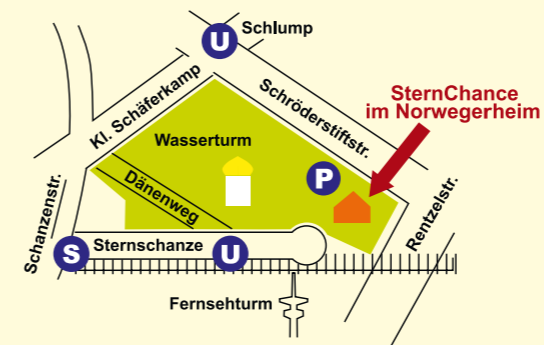 U Schlump
Kl. Schäferkamp
Schröderstiftstr.
SternChance
im Norwegerheim
Wasserturm
P
Dänenweg
Schanzenstr.
Rentzelstr.
S Sternschanze U
Fernsehturm